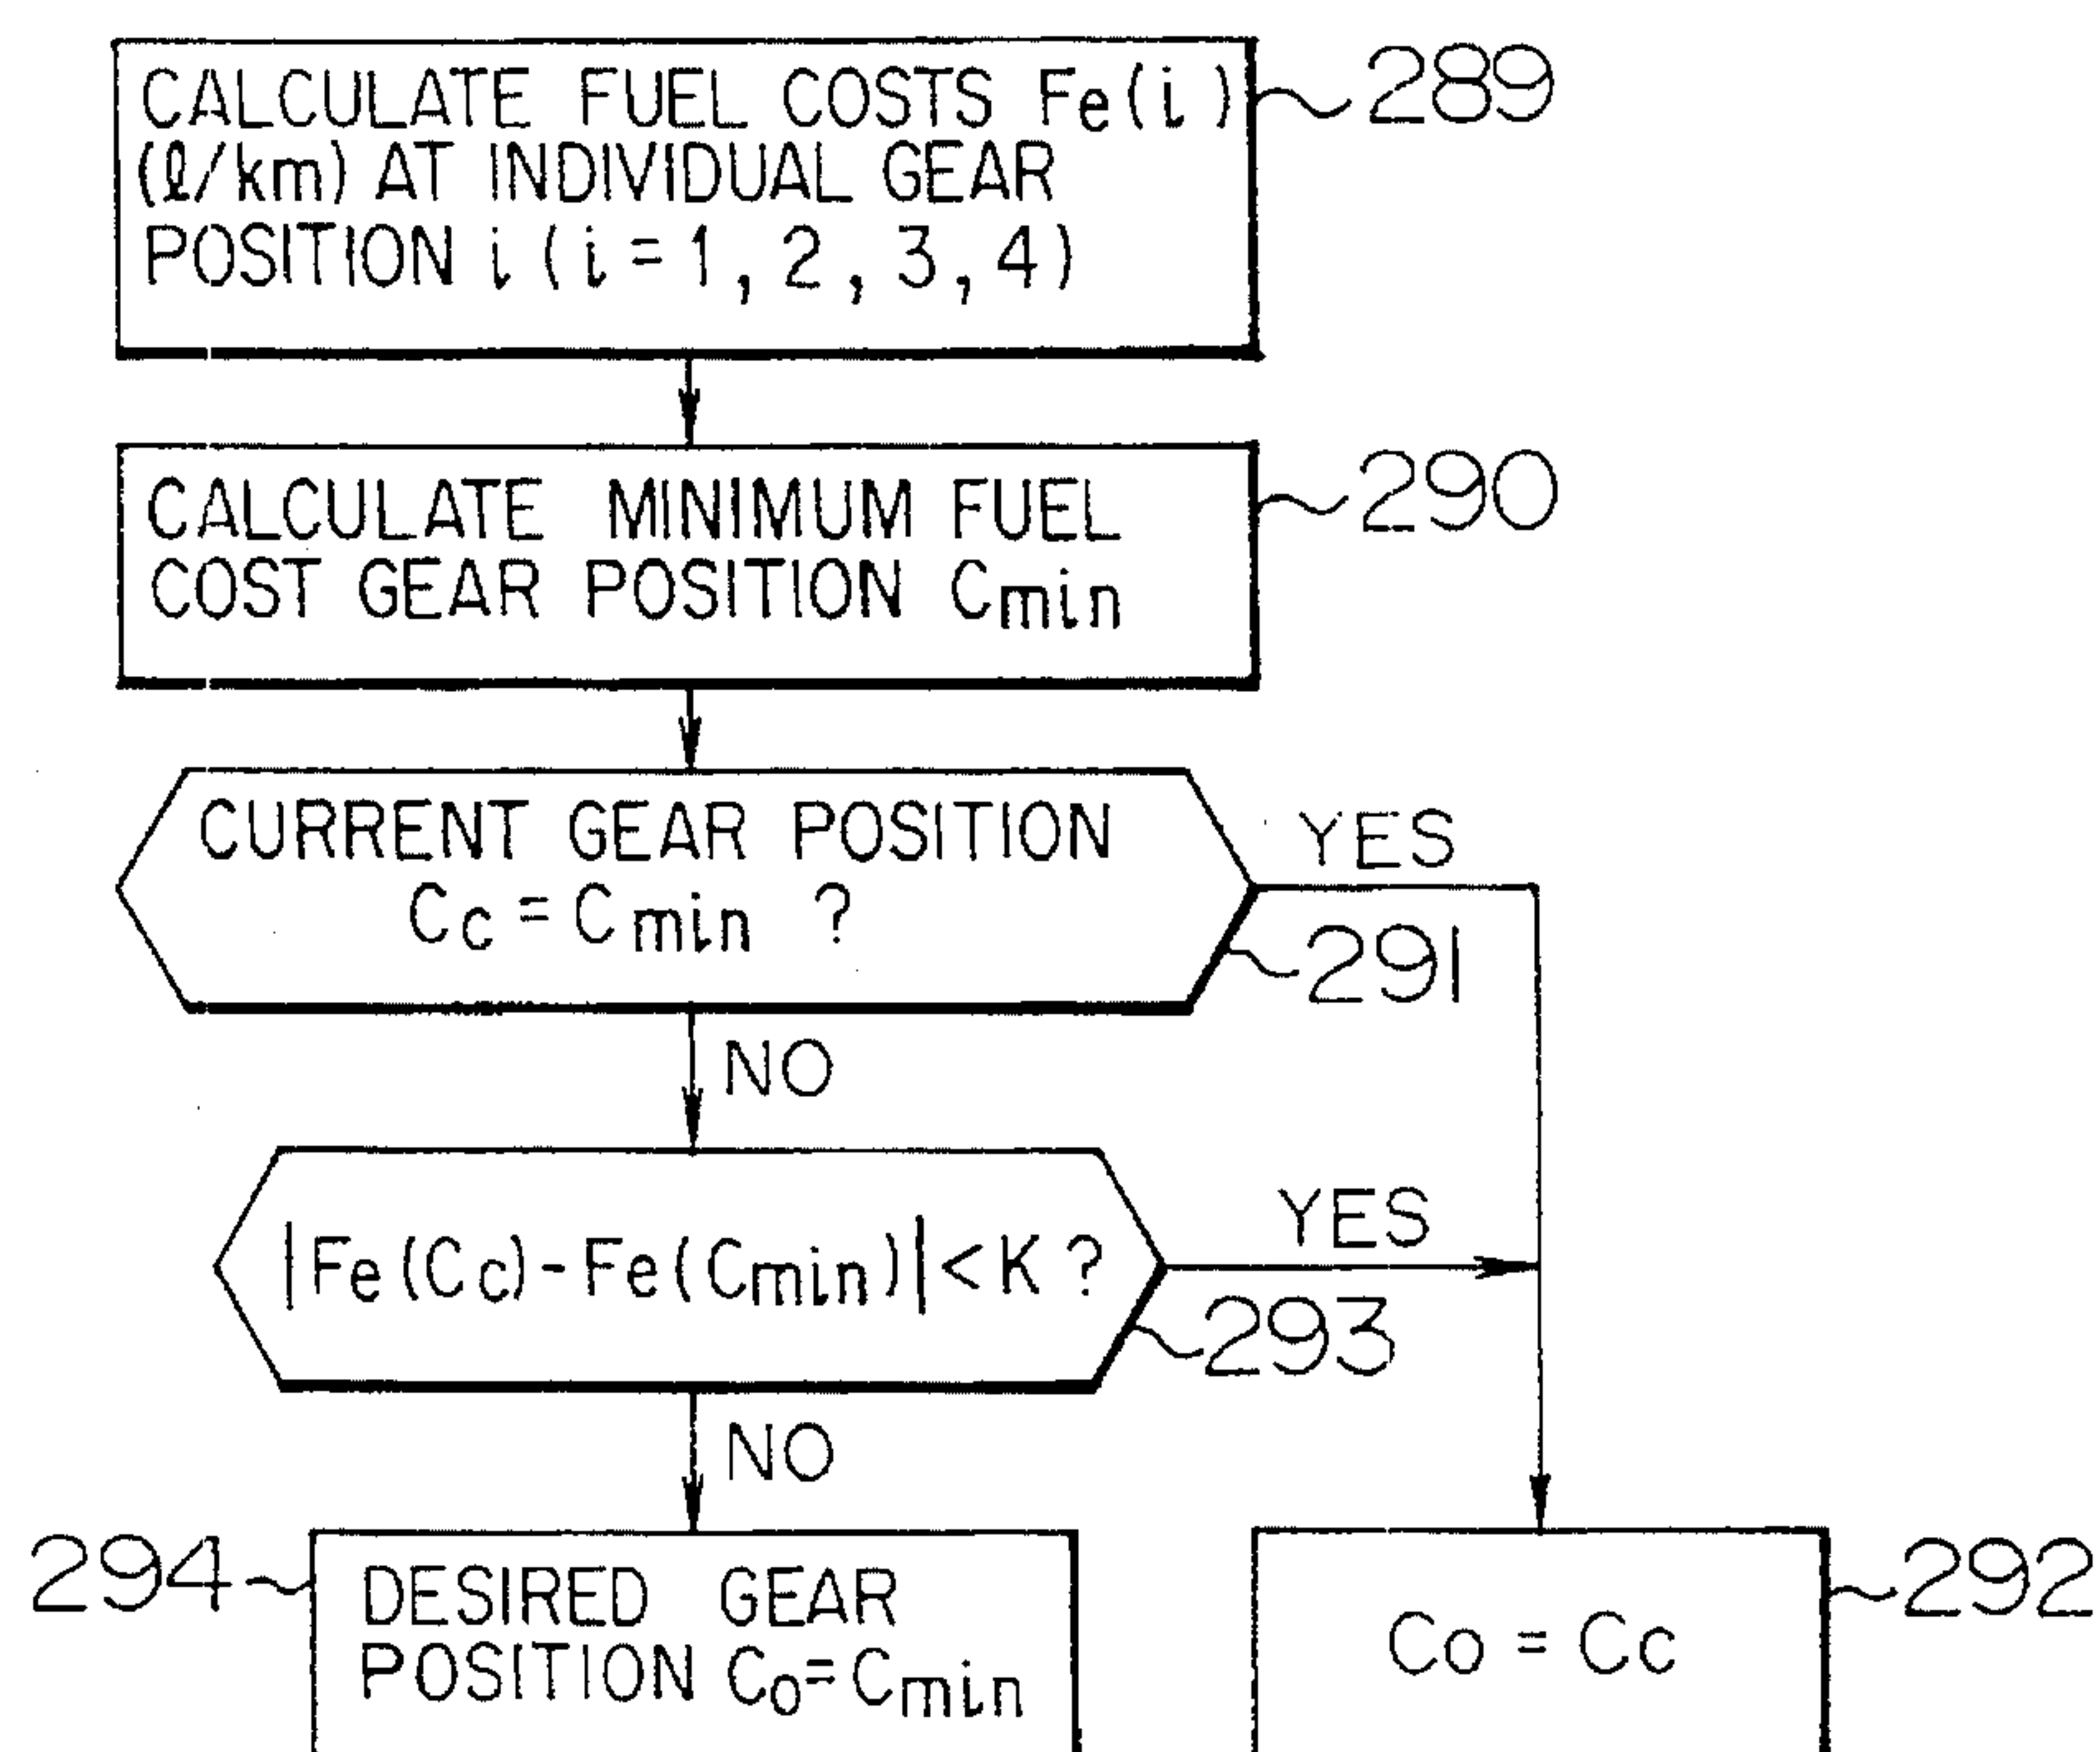 CALCULATE FUEL COSTS Fe(i)
(ℓ/km) AT INDIVIDUAL GEAR
POSITION i (i = 1, 2, 3, 4)
289
CALCULATE MINIMUM FUEL
COST GEAR POSITION Cmin
290
CURRENT GEAR POSITION
Cc = Cmin ?
YES
291
NO
|Fe(Cc)-Fe(Cmin)|<K ?
YES
293
NO
294
DESIRED GEAR
POSITION Co=Cmin
Co = Cc
292